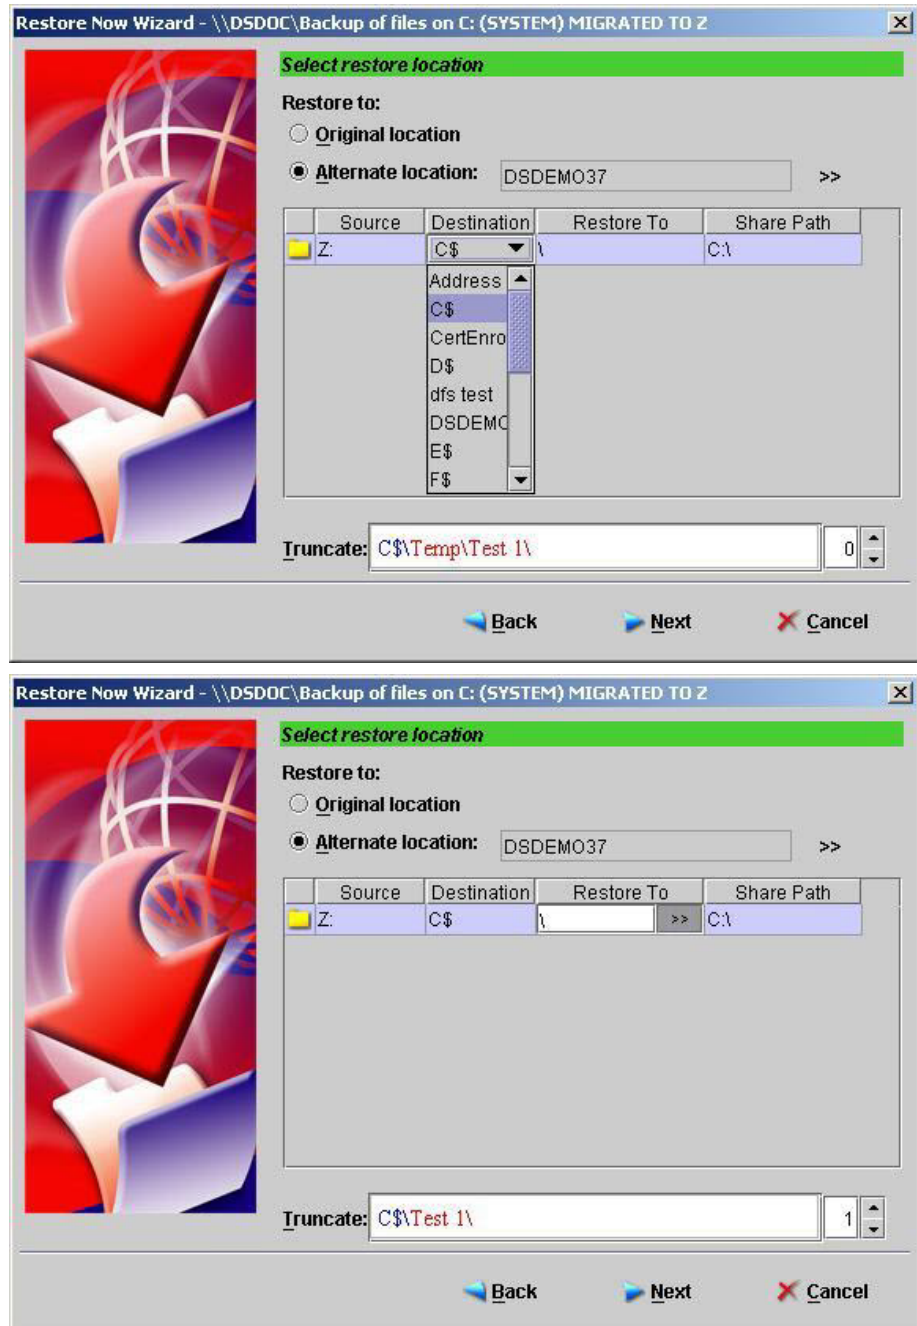 Restore Now Wizard - \\DSDOC\Backup of files on C: (SYSTEM) MIGRATED TO Z
Select restore location
Restore to:
Original location
Alternate location: DSDEMO37 >>
Source Destination Restore To Share Path
Z: C$ \ C:\
Address
C$
CertEnro
D$
dfs test
DSDEMO
E$
F$
Truncate: C$\Temp\Test 1\ 0
Back Next Cancel
Restore Now Wizard - \\DSDOC\Backup of files on C: (SYSTEM) MIGRATED TO Z
Select restore location
Restore to:
Original location
Alternate location: DSDEMO37 >>
Source Destination Restore To Share Path
Z: C$ \ >> C:\
Truncate: C$\Test 1\ 1
Back Next Cancel